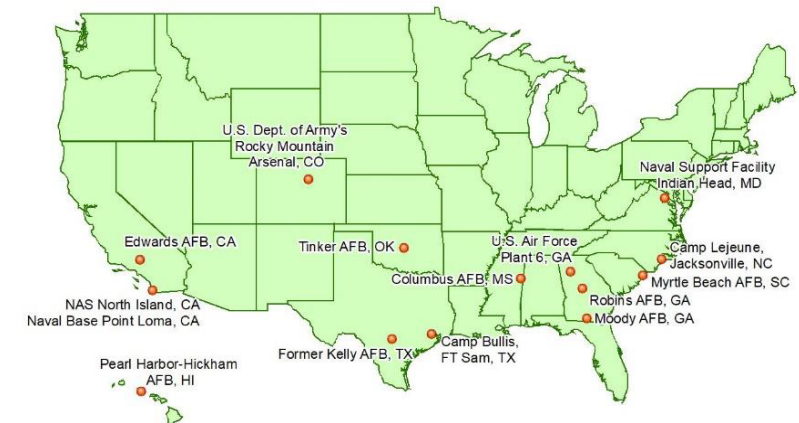 U.S. Dept. of Army's
Rocky Mountain
Arsenal, CO
Naval Support Facility
Indian Head, MD
Edwards AFB, CA
Tinker AFB, OK
U.S. Air Force
Plant 6, GA
Camp Lejeune,
Jacksonville, NC
Columbus AFB, MS
Myrtle Beach AFB, SC
NAS North Island, CA
Naval Base Point Loma, CA
Robins AFB, GA
Moody AFB, GA
Former Kelly AFB, TX
Camp Bullis,
FT Sam, TX
Pearl Harbor-Hickham
AFB, HI